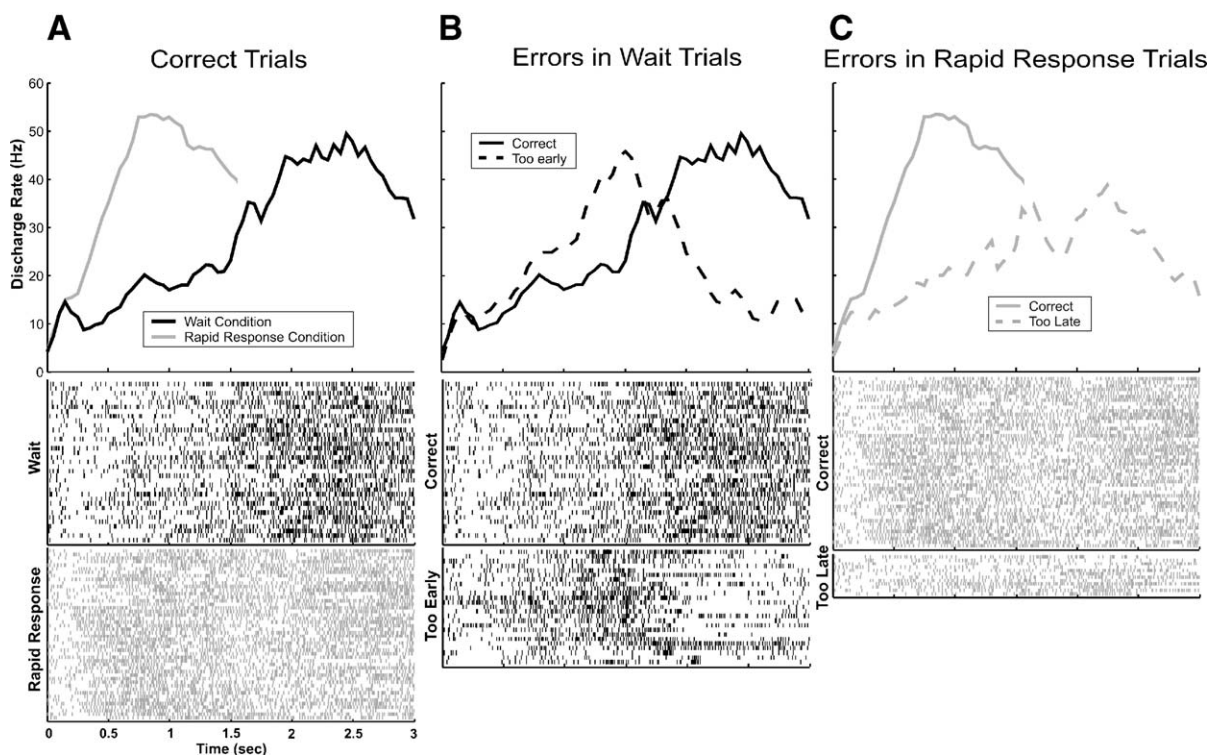 A
Correct Trials
B
Errors in Wait Trials
C
Errors in Rapid Response Trials
Discharge Rate (Hz)
60
50
40
30
20
10
0
Wait Condition
Rapid Response Condition
Correct
Too early
Correct
Too Late
Wait
Rapid Response
Correct
Too Early
Correct
Too Late
0 0.5 1 1.5 2 2.5 3
Time (sec)